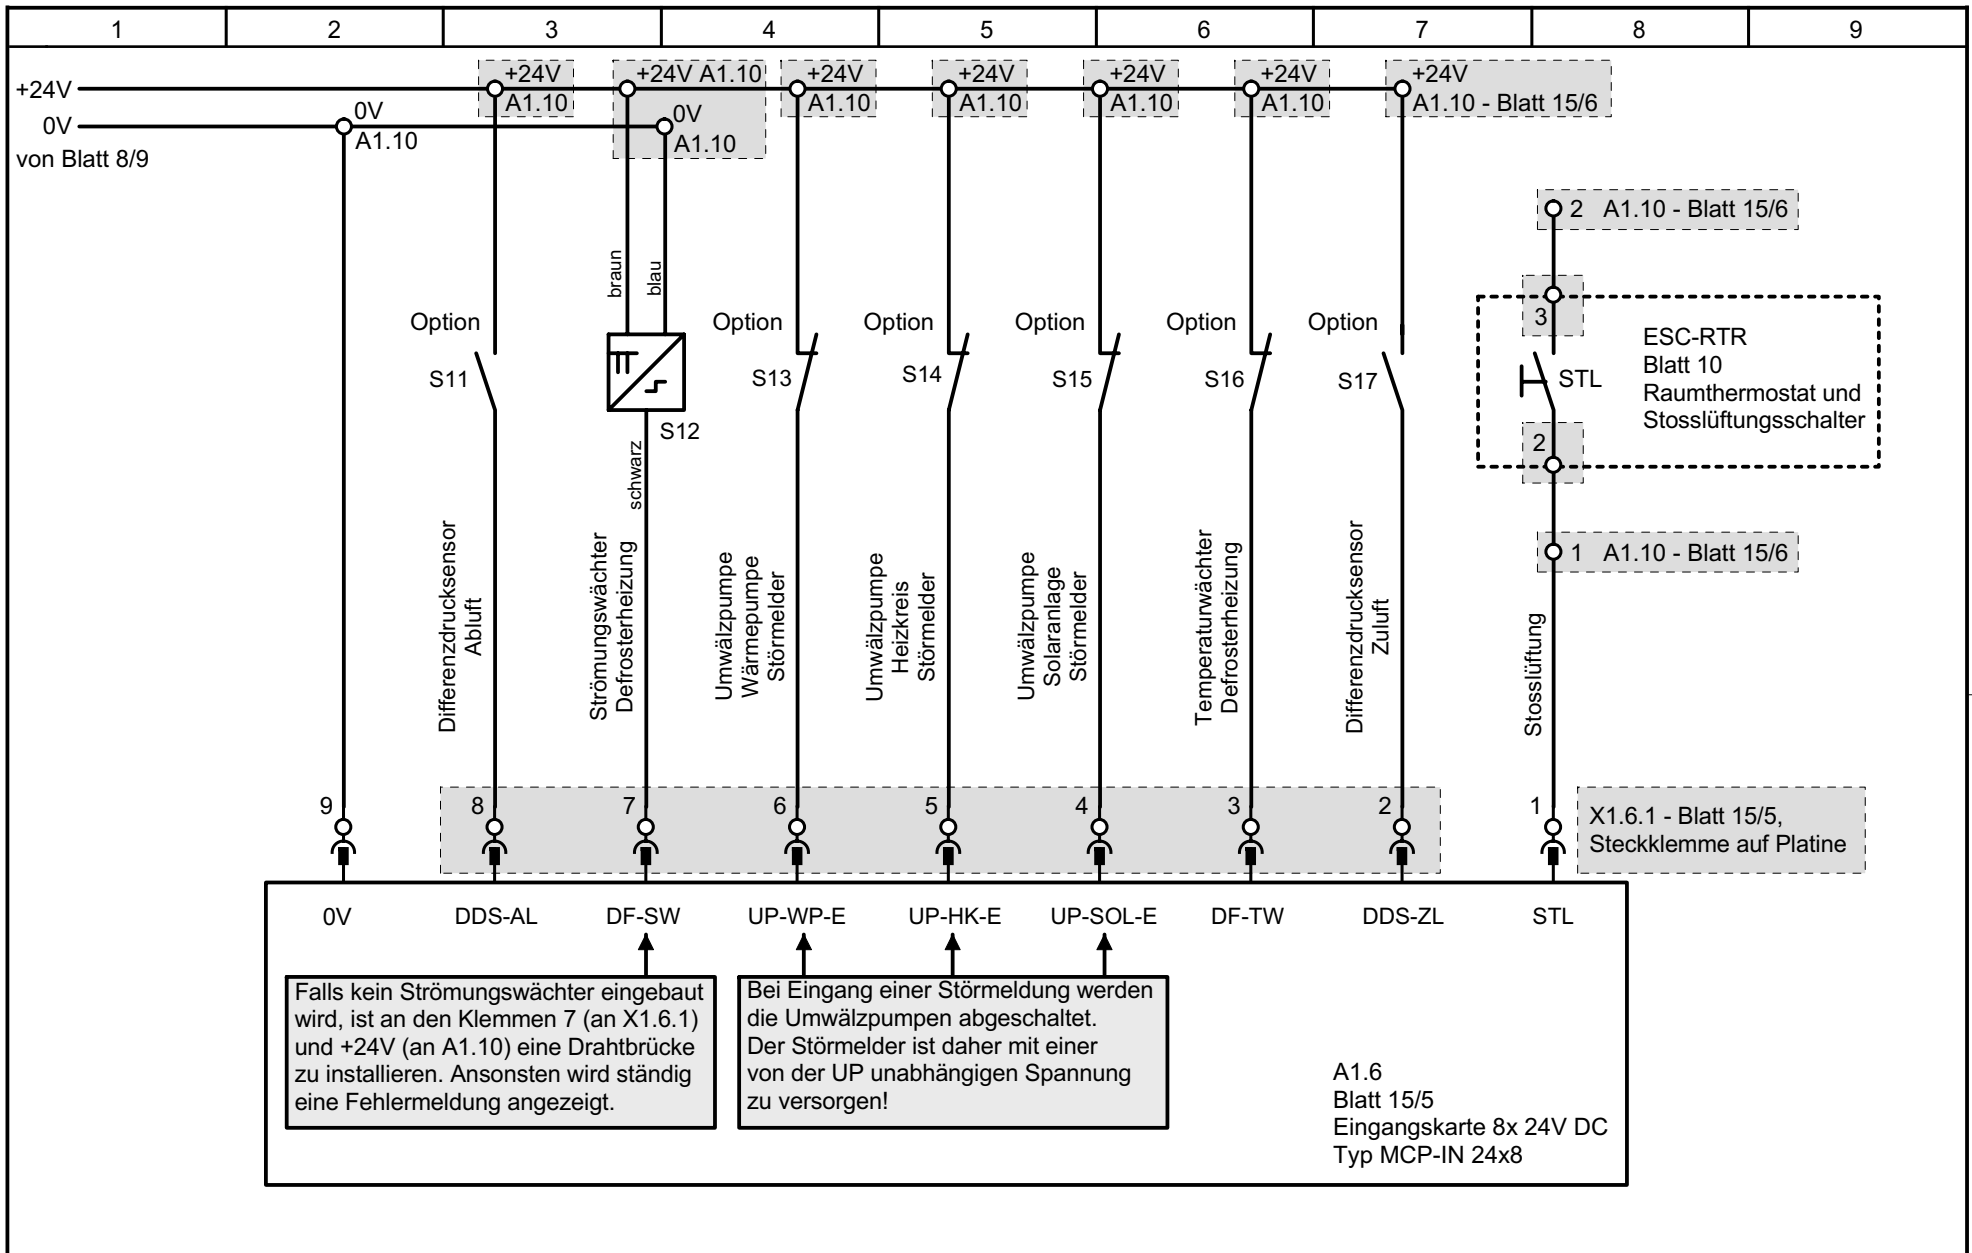 1 2 3 4 5 6 7 8 9
+24V
0V
von Blatt 8/9
0V
A1.10
+24V
A1.10
+24V A1.10
0V
A1.10
+24V
A1.10
+24V
A1.10
+24V
A1.10
+24V
A1.10
+24V
A1.10 - Blatt 15/6
2 A1.10 - Blatt 15/6
braun
blau
Option
S11
S12
schwarz
Option
S13
Option
S14
Option
S15
Option
S16
Option
S17
3
STL
2
ESC-RTR
Blatt 10
Raumthermostat und
Stosslüftungsschalter
1 A1.10 - Blatt 15/6
Differenzdrucksensor
Abluft
Strömungswächter
Defrosterheizung
Umwälzpumpe
Wärmepumpe
Störmelder
Umwälzpumpe
Heizkreis
Störmelder
Umwälzpumpe
Solaranlage
Störmelder
Temperaturwächter
Defrosterheizung
Differenzdrucksensor
Zuluft
Stosslüftung
9 8 7 6 5 4 3 2 1
X1.6.1 - Blatt 15/5,
Steckklemme auf Platine
0V DDS-AL DF-SW UP-WP-E UP-HK-E UP-SOL-E DF-TW DDS-ZL STL
Falls kein Strömungswächter eingebaut
wird, ist an den Klemmen 7 (an X1.6.1)
und +24V (an A1.10) eine Drahtbrücke
zu installieren. Ansonsten wird ständig
eine Fehlermeldung angezeigt.
Bei Eingang einer Störmeldung werden
die Umwälzpumpen abgeschaltet.
Der Störmelder ist daher mit einer
von der UP unabhängigen Spannung
zu versorgen!
A1.6
Blatt 15/5
Eingangskarte 8x 24V DC
Typ MCP-IN 24x8